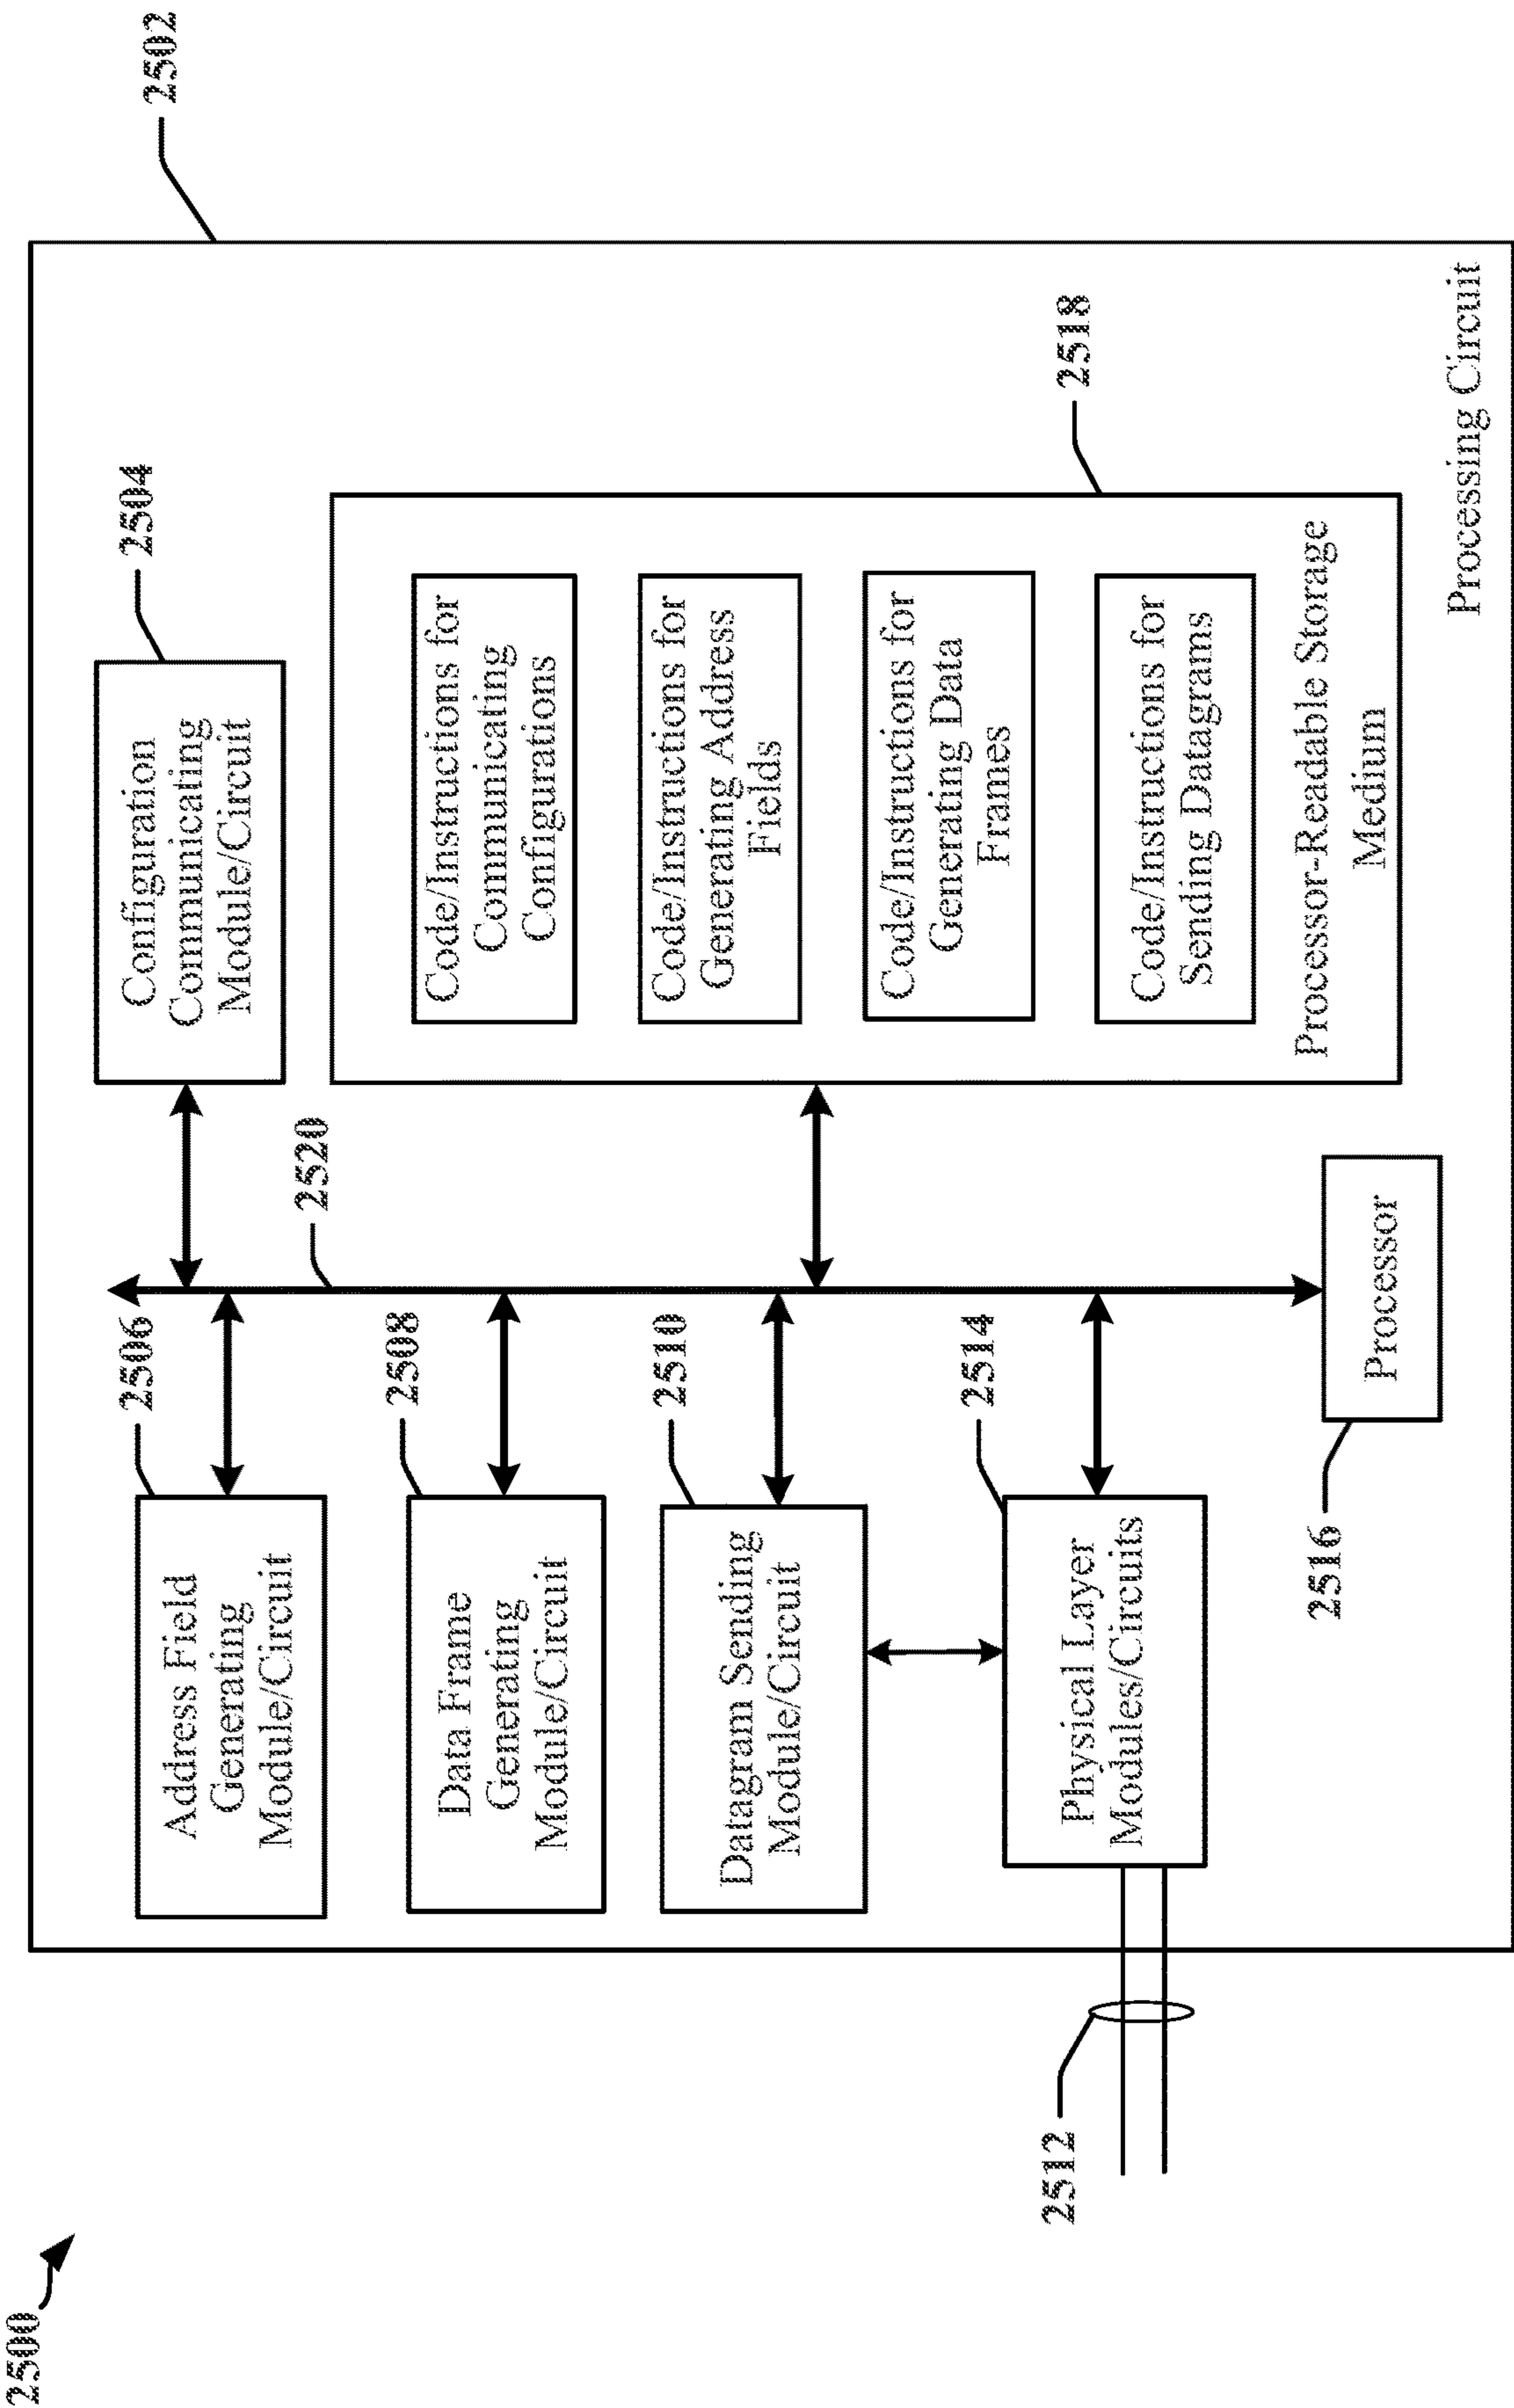 2500
2502
2504
Configuration
Communicating
Module/Circuit
2506
Address Field
Generating
Module/Circuit
2520
2508
Data Frame
Generating
Module/Circuit
2510
Datagram Sending
Module/Circuit
2514
Physical Layer
Modules/Circuits
2512
2516
Processor
2518
Code/Instructions for
Communicating
Configurations
Code/Instructions for
Generating Address
Fields
Code/Instructions for
Generating Data
Frames
Code/Instructions for
Sending Datagrams
Processor-Readable Storage
Medium
Processing Circuit